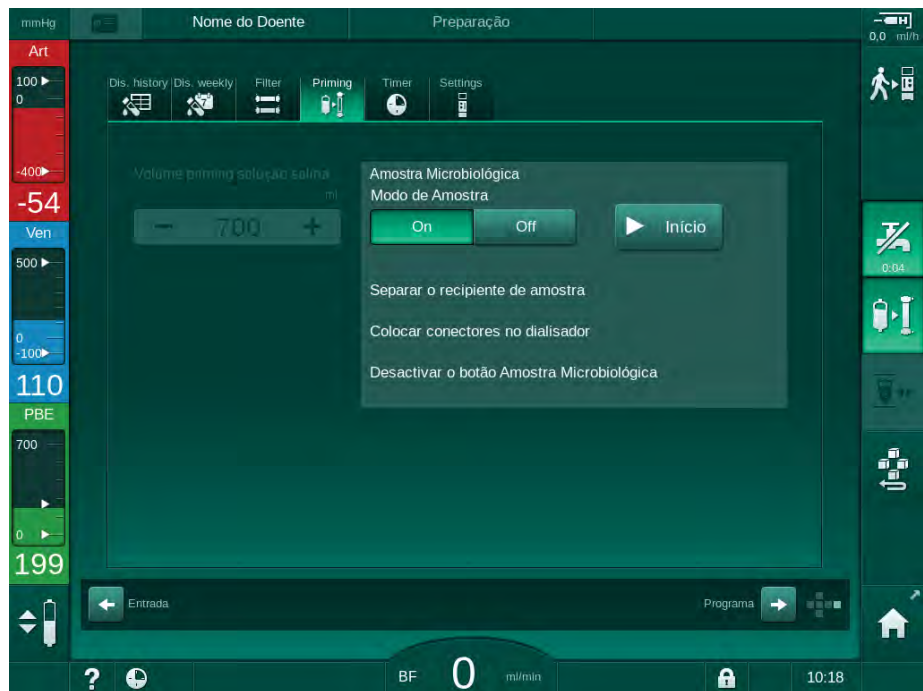 mmHg
Nome do Doente
Preparação
0,0 ml/h
Art
100
0
-400
-54
Ven
500
0
-100
110
PBE
700
0
199
Dis. history
Dis. weekly
Filter
Priming
Timer
Settings
Volume priming solução salina
ml
700
Amostra Microbiológica
Modo de Amostra
On
Off
Início
Separar o recipiente de amostra
Colocar conectores no dialisador
Desactivar o botão Amostra Microbiológica
0:04
Entrada
Programa
BF 0 ml/min
10:18